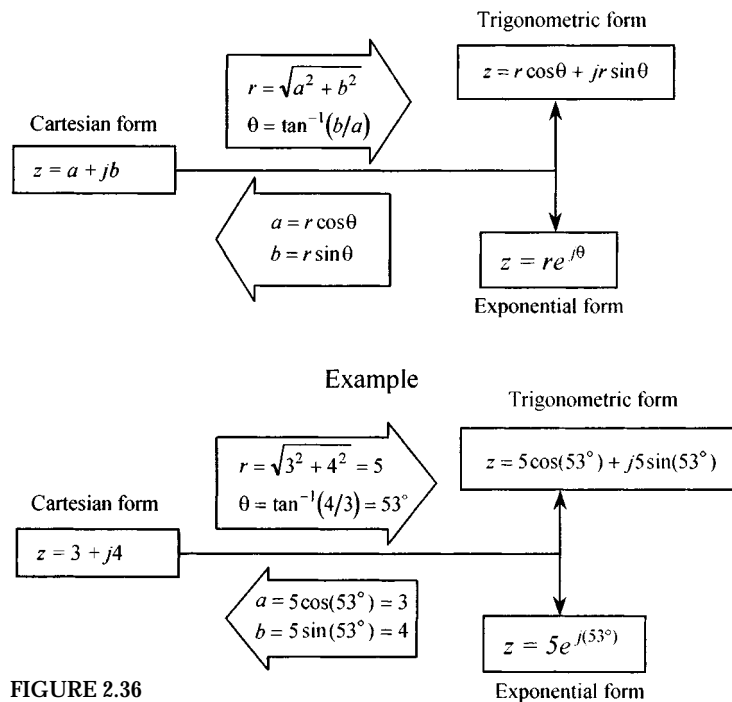 Trigonometric form
r = √(a² + b²)
z = r cosθ + jr sinθ
θ = tan⁻¹(b/a)
Cartesian form
z = a + jb
a = r cosθ
b = r sinθ
z = re^{jθ}
Exponential form
Example
Trigonometric form
r = √(3² + 4²) = 5
z = 5cos(53°) + j5sin(53°)
θ = tan⁻¹(4/3) = 53°
Cartesian form
z = 3 + j4
a = 5cos(53°) = 3
b = 5sin(53°) = 4
z = 5e^{j(53°)}
FIGURE 2.36
Exponential form